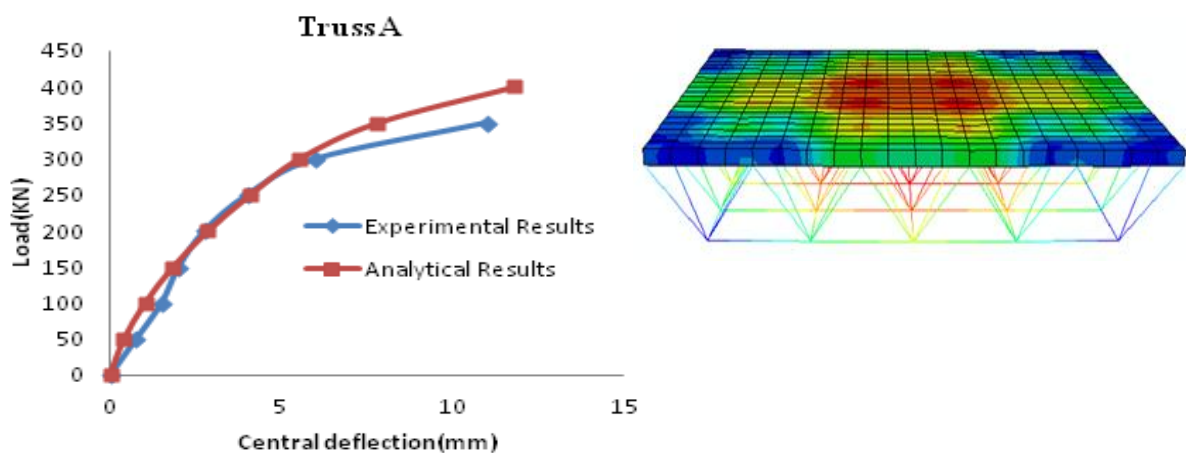 TrussA
450
400
350
300
250
200
150
100
50
0
Load(KN)
Experimental Results
Analytical Results
0 5 10 15
Central deflection(mm)